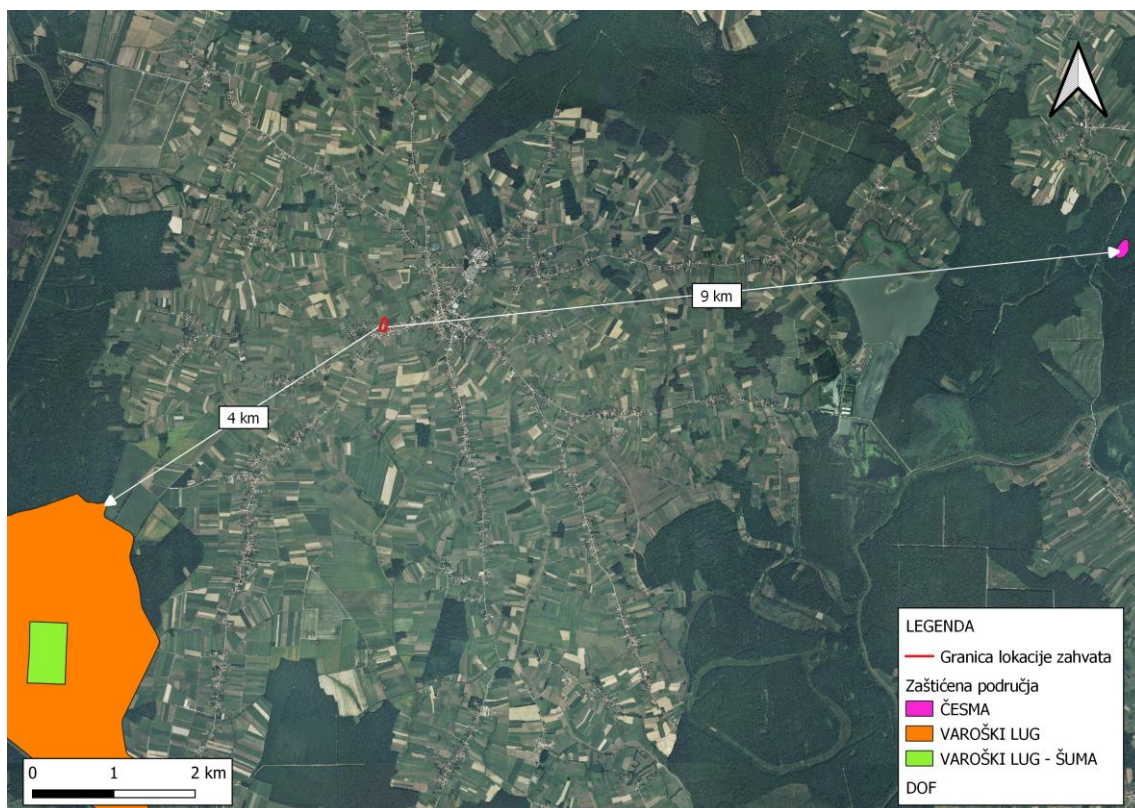 9 km
4 km
LEGENDA
Granica lokacije zahvata
Zaštićena područja
ČESMA
VAROŠKI LUG
VAROŠKI LUG - ŠUMA
DOF
0 1 2 km